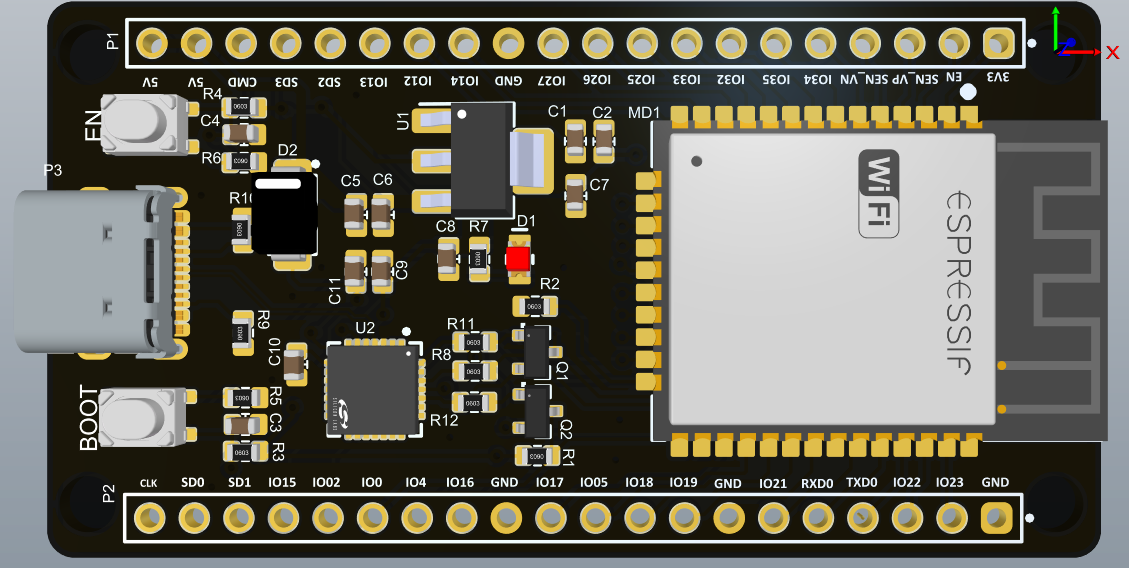 P1
5V 5V CMD SD3 SD2 IO13 IO12 IO14 GND IO27 IO26 IO25 IO33 IO32 IO35 IO34 SEN_VN SEN_VP EN 3V3
X
EN
R4
0603
C4
R6
0603
P3
D2
R10
0603
U1
C1 C2
C7
MD1
C5 C6
C11
C9
C8 R7
0603
D1
R2
0603
WiFi
ESPRESSIF
R9
0603
C10
U2
R11
0603
R8
0603
R12
0603
Q1
Q2
R1
0603
BOOT
R5
0603
C3
R3
0603
P2
CLK SD0 SD1 IO15 IO02 IO0 IO4 IO16 GND IO17 IO05 IO18 IO19 GND IO21 RXD0 TXD0 IO22 IO23 GND